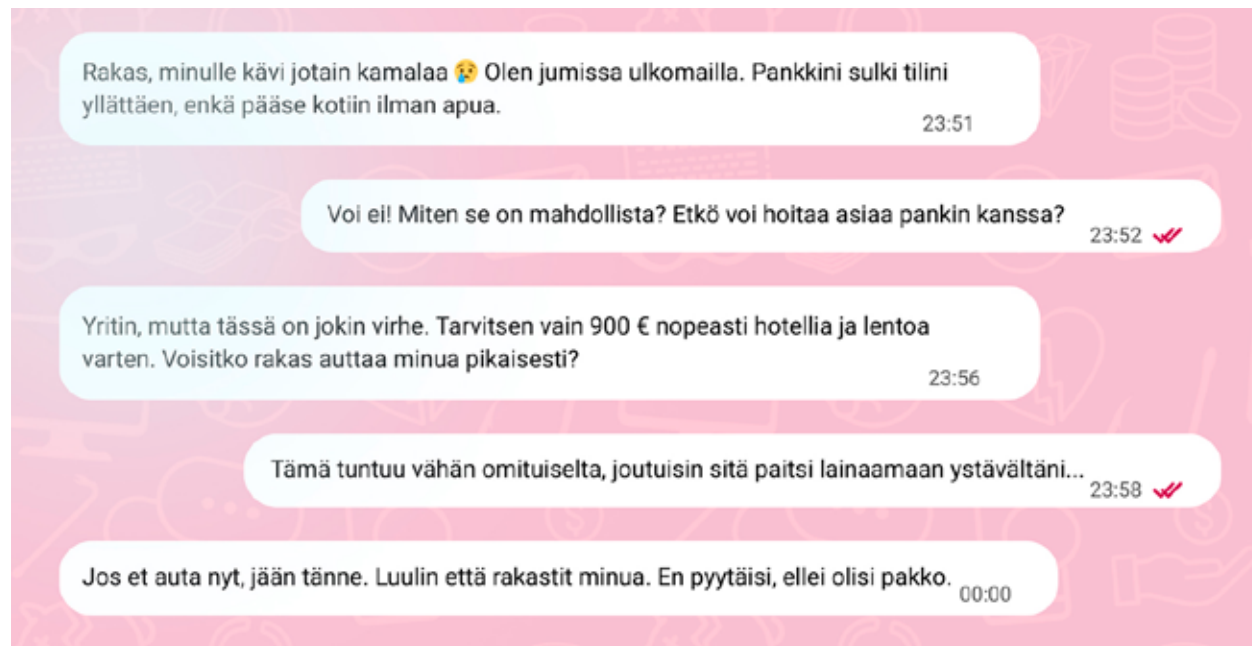 Rakas, minulle kävi jotain kamalaa 😢 Olen jumissa ulkomailla. Pankkini sulki tilini
yllättäen, enkä pääse kotiin ilman apua.
23:51
Voi ei! Miten se on mahdollista? Etkö voi hoitaa asiaa pankin kanssa?
23:52
Yritin, mutta tässä on jokin virhe. Tarvitsen vain 900 € nopeasti hotellia ja lentoa
varten. Voisitko rakas auttaa minua pikaisesti?
23:56
Tämä tuntuu vähän omituiselta, joutuisin sitä paitsi lainaamaan ystävältäni...
23:58
Jos et auta nyt, jään tänne. Luulin että rakastit minua. En pyytäisi, ellei olisi pakko.
00:00